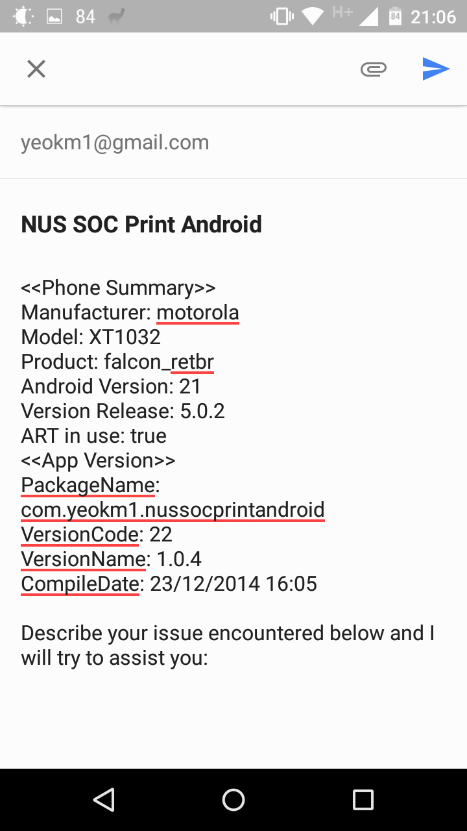 84
H+
84
21:06
yeokm1@gmail.com
NUS SOC Print Android
<<Phone Summary>>
Manufacturer: motorola
Model: XT1032
Product: falcon_retbr
Android Version: 21
Version Release: 5.0.2
ART in use: true
<<App Version>>
PackageName:
com.yeokm1.nussocprintandroid
VersionCode: 22
VersionName: 1.0.4
CompileDate: 23/12/2014 16:05
Describe your issue encountered below and I
will try to assist you: